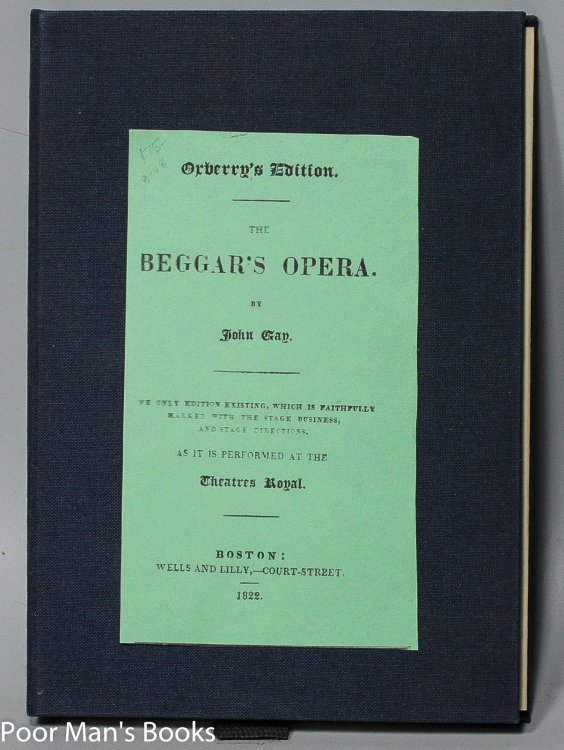 Oxberry's Edition.
THE
BEGGAR'S OPERA.
BY
John Gay.
ONLY EDITION EXISTING, WHICH IS FAITHFULLY
MARKED WITH THE STAGE BUSINESS,
AND STAGE DIRECTIONS,
AS IT IS PERFORMED AT THE
Theatres Royal.
BOSTON:
WELLS AND LILLY,—COURT-STREET.
1822.
Poor Man's Books